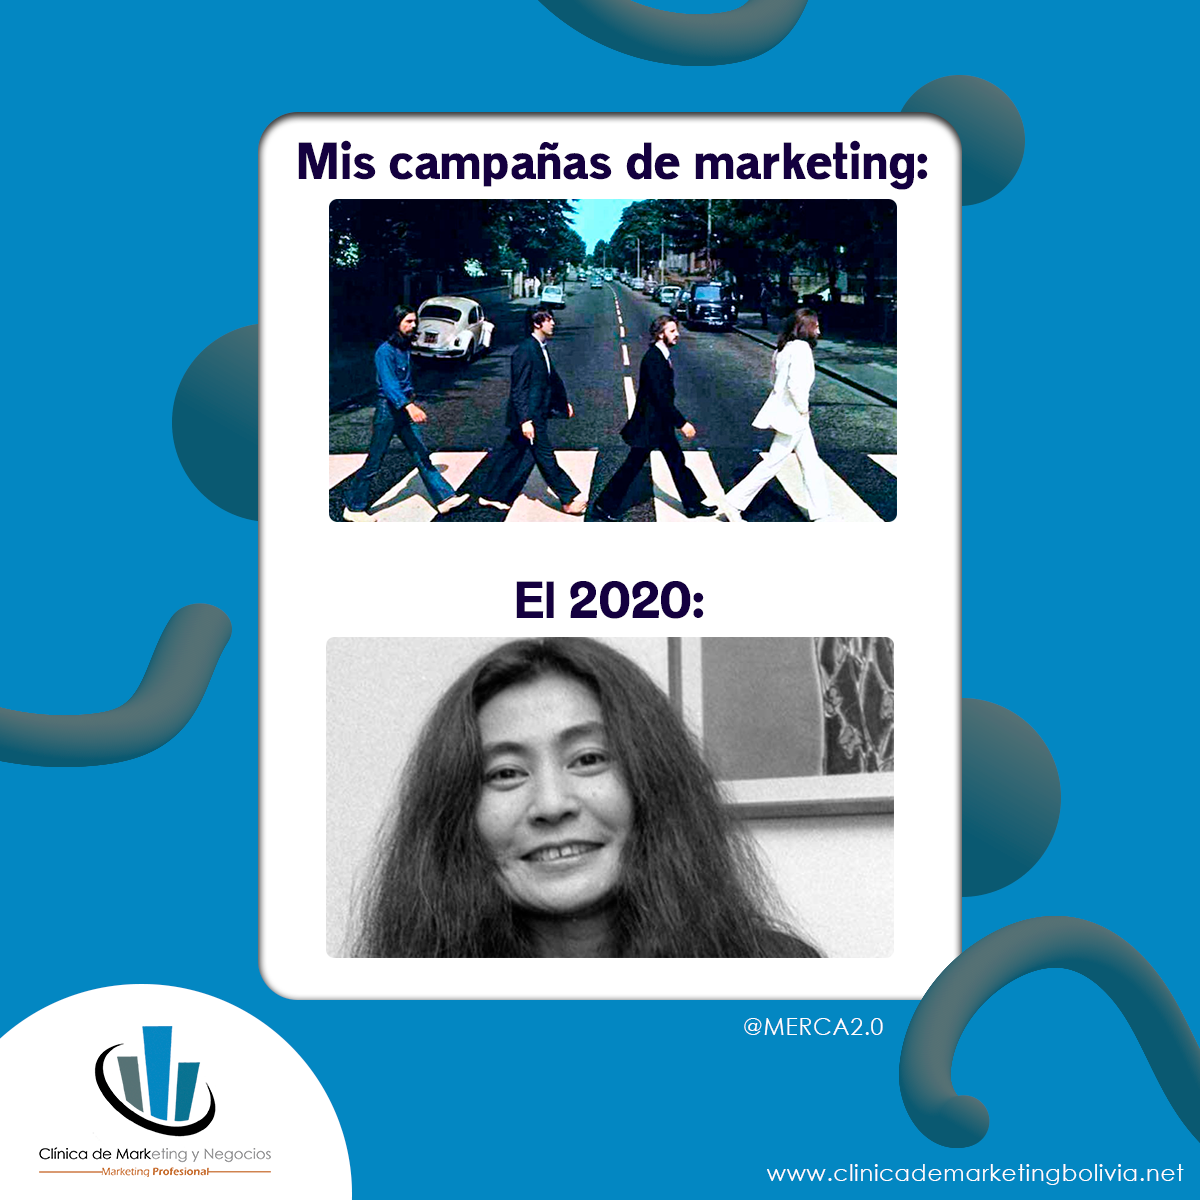 Mis campañas de marketing:
El 2020:
@MERCA2.0
Clínica de Marketing y Negocios
Marketing Profesional
www.clinicademarketingbolivia.net